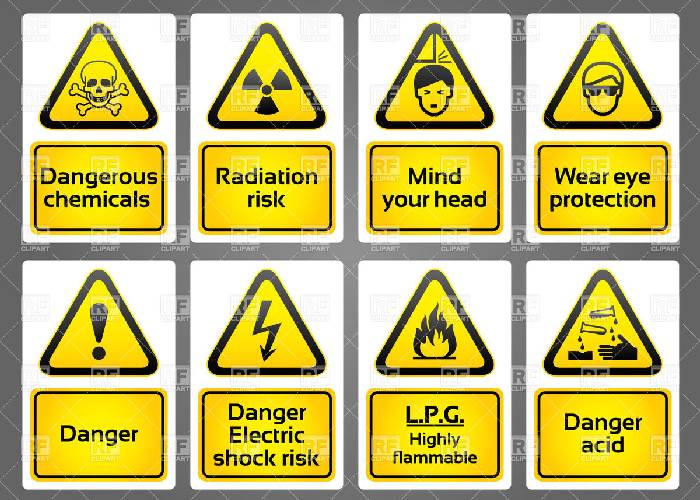 Dangerous
chemicals
Radiation
risk
Mind
your head
Wear eye
protection
Danger
Danger
Electric
shock risk
L.P.G.
Highly
flammable
Danger
acid
RF
CLIPART